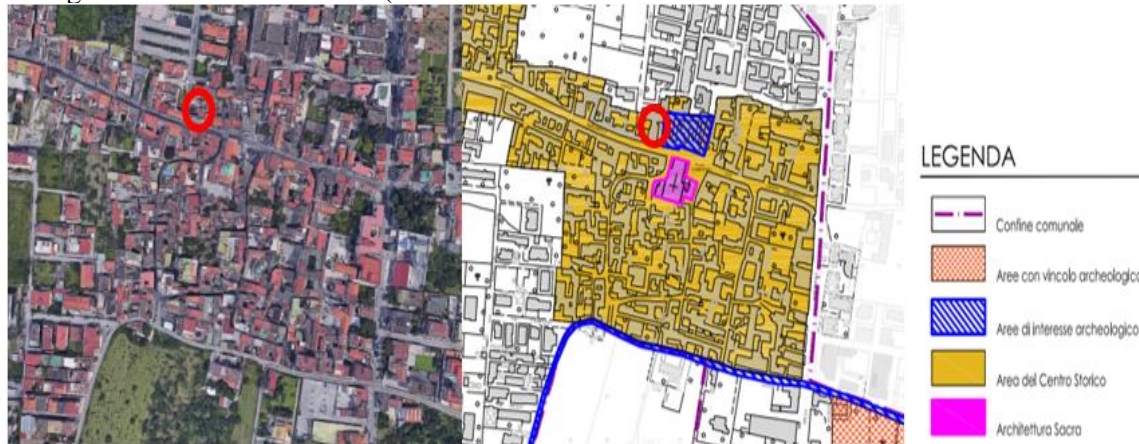 LEGENDA
Confine comunale
Aree con vincolo archeologico
Aree di interesse archeologico
Area del Centro Storico
Architettura Sacra